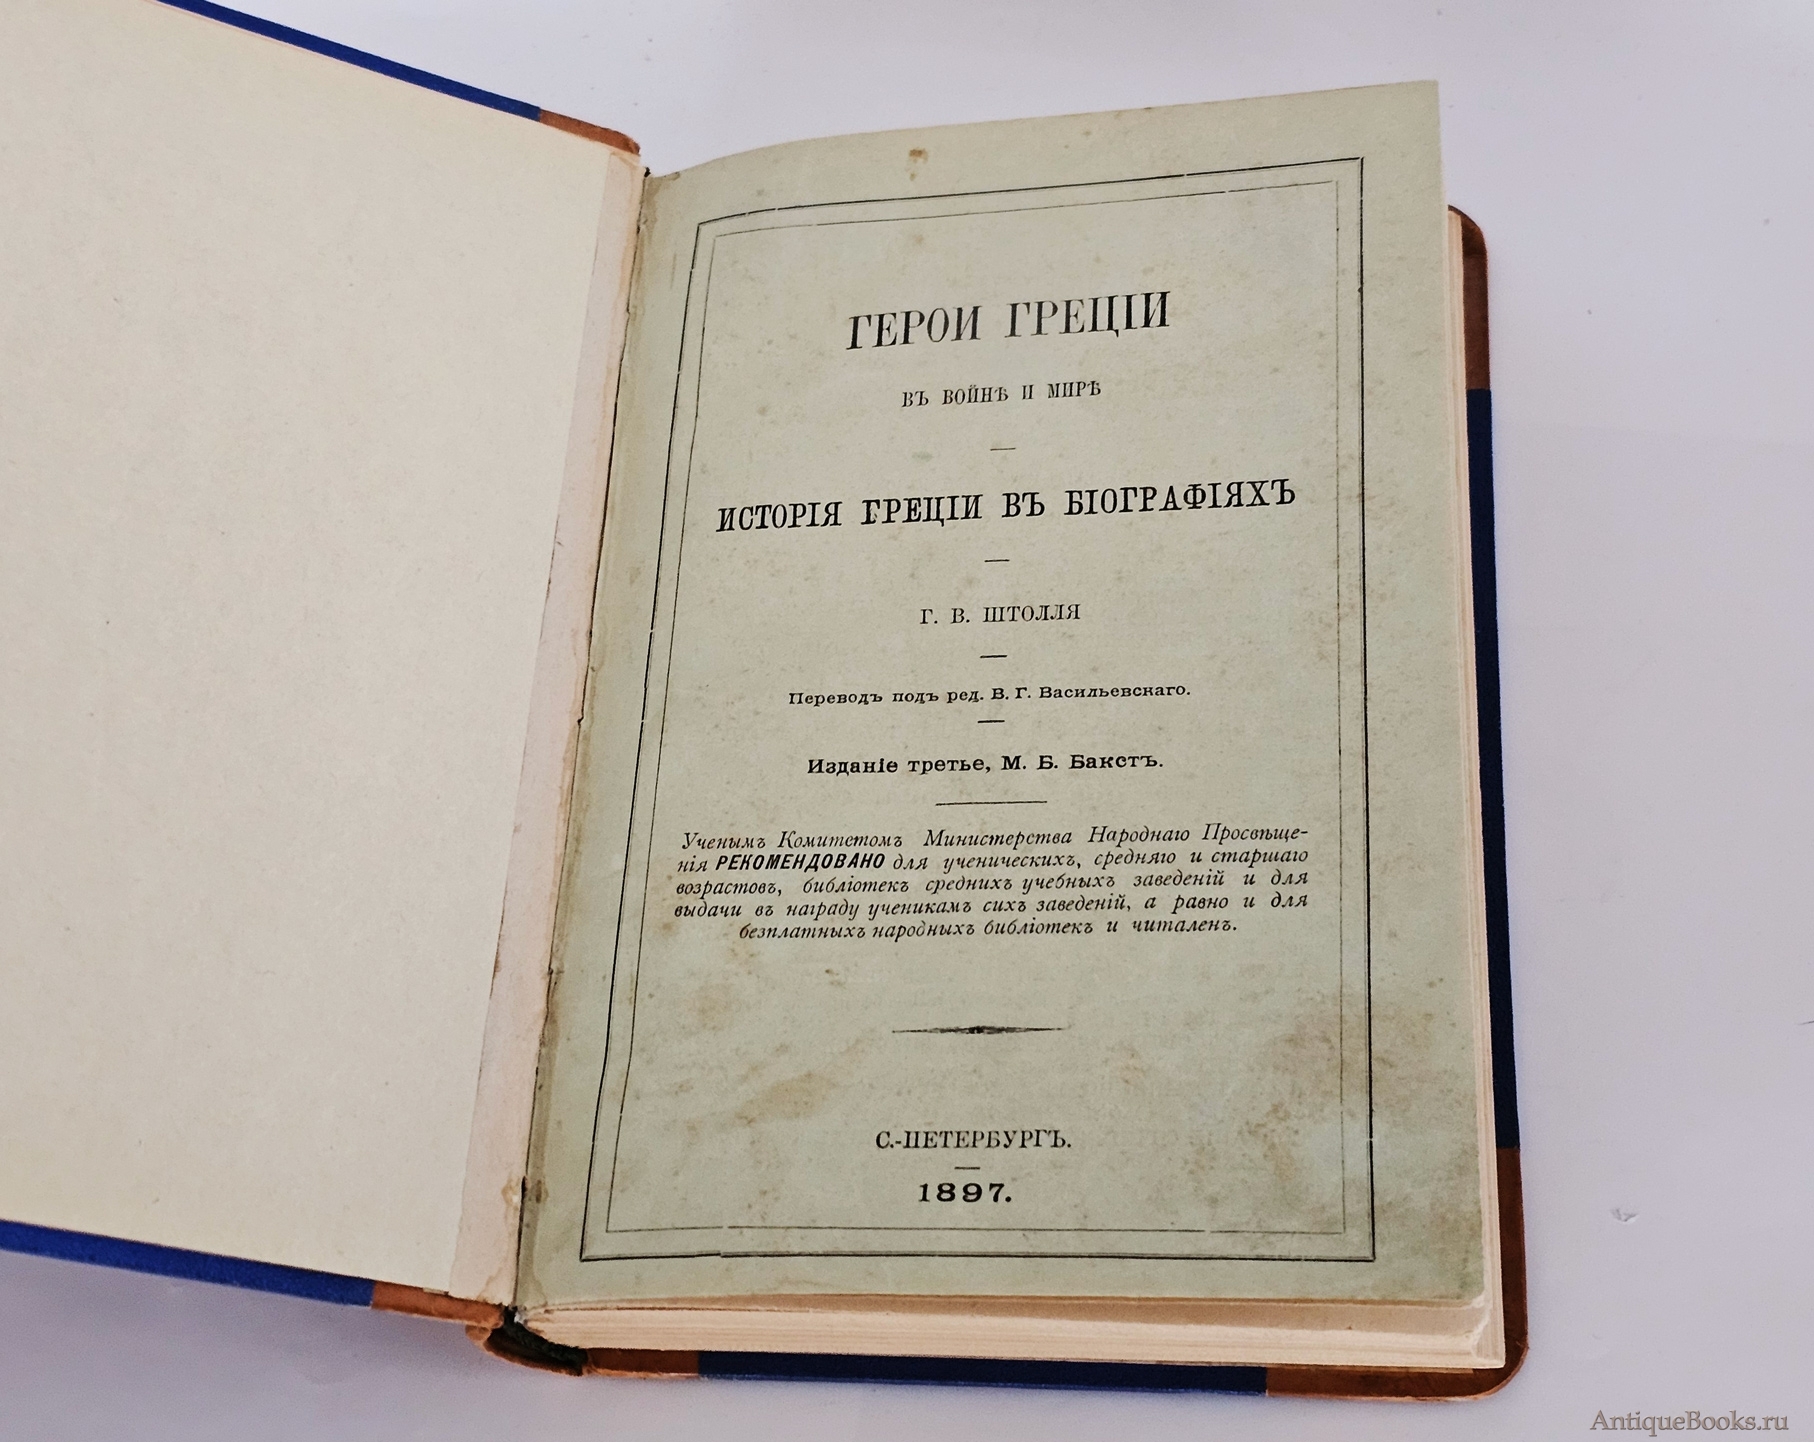 ГЕРОИ ГРЕЦІИ
ВЪ ВОЙНѢ И МИРѢ
ИСТОРІЯ ГРЕЦІИ ВЪ БІОГРАФІЯХЪ
Г. В. ШТОЛЛЯ
Переводъ подъ ред. В. Г. Васильевскаго.
Изданіе третье, М. Б. Бакстъ.
Ученымъ Комитетомъ Министерства Народнаго Просвѣще-
нія РЕКОМЕНДОВАНО для ученическихъ, средняго и старшаго
возрастовъ, библіотекъ среднихъ учебныхъ заведеній и для
выдачи въ награду ученикамъ сихъ заведеній, а равно и для
безплатныхъ народныхъ библіотекъ и читаленъ.
С.-ПЕТЕРБУРГЪ.
1897.
AntiqueBooks.ru